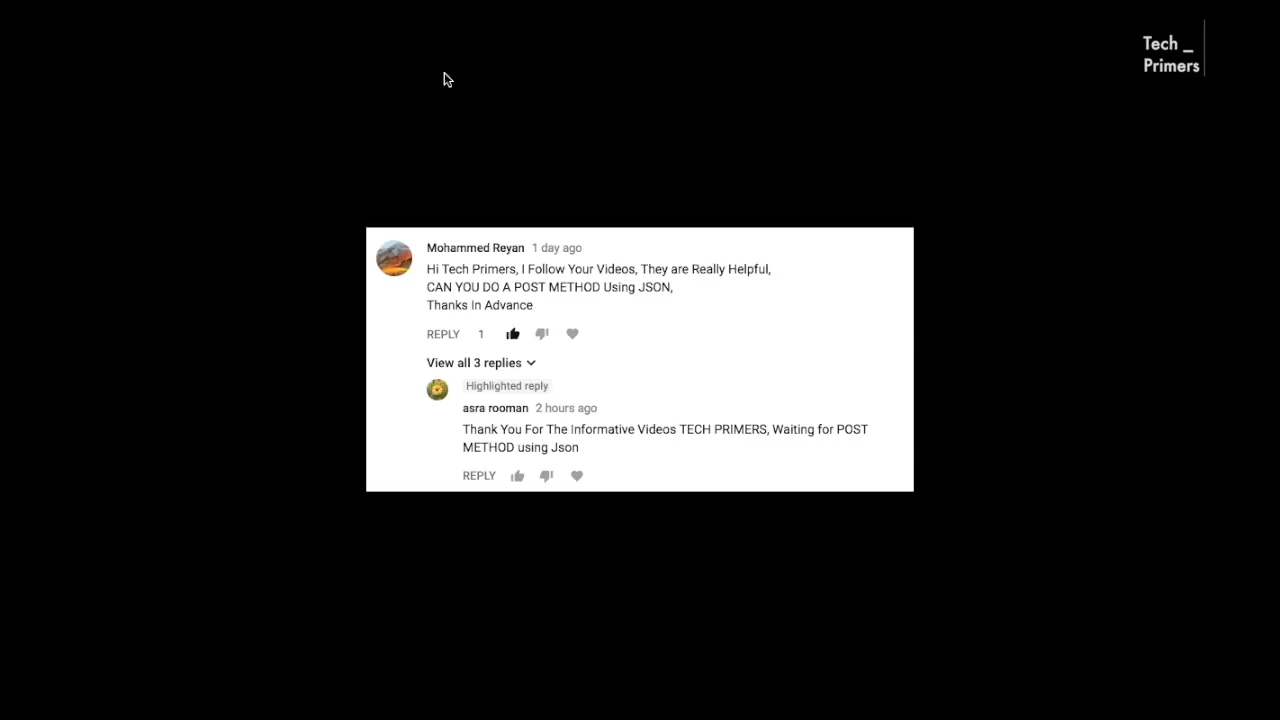 Tech _
Primers
Mohammed Reyan 1 day ago
Hi Tech Primers, I Follow Your Videos, They are Really Helpful,
CAN YOU DO A POST METHOD Using JSON,
Thanks In Advance
REPLY 1
View all 3 replies
Highlighted reply
asra rooman 2 hours ago
Thank You For The Informative Videos TECH PRIMERS, Waiting for POST
METHOD using Json
REPLY